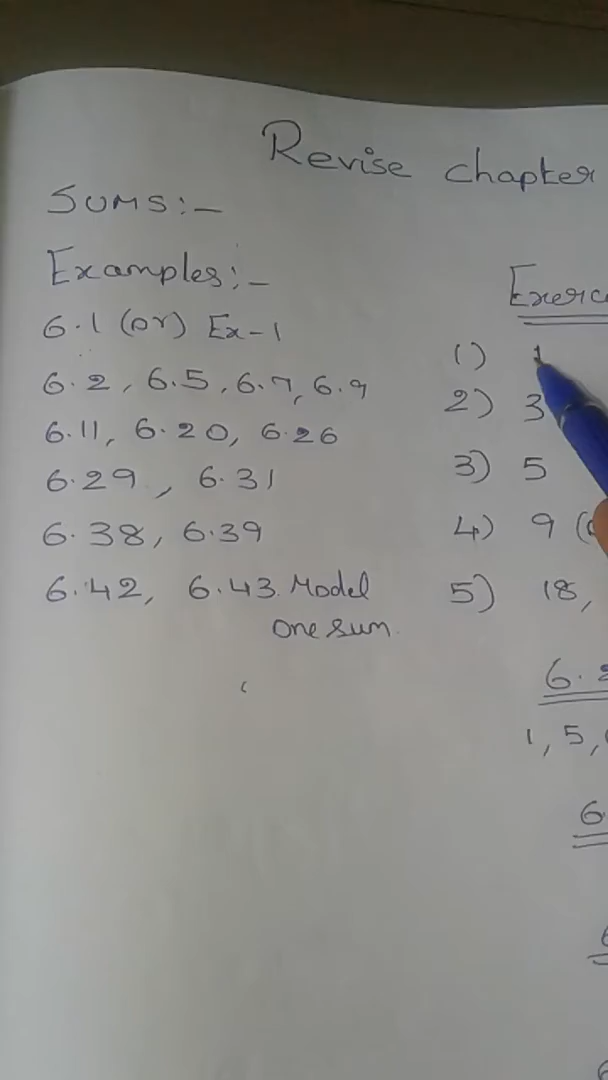 Revise chapter
SUMS:-
Examples:-
6.1 (or) Ex-1
6.2, 6.5, 6.7, 6.9
6.11, 6.20, 6.26
6.29, 6.31
6.38, 6.39
6.42, 6.43. Model
one sum.
Exerc
1) 1
2) 3
3) 5
4) 9 (
5) 18,
6.2
1, 5,
6